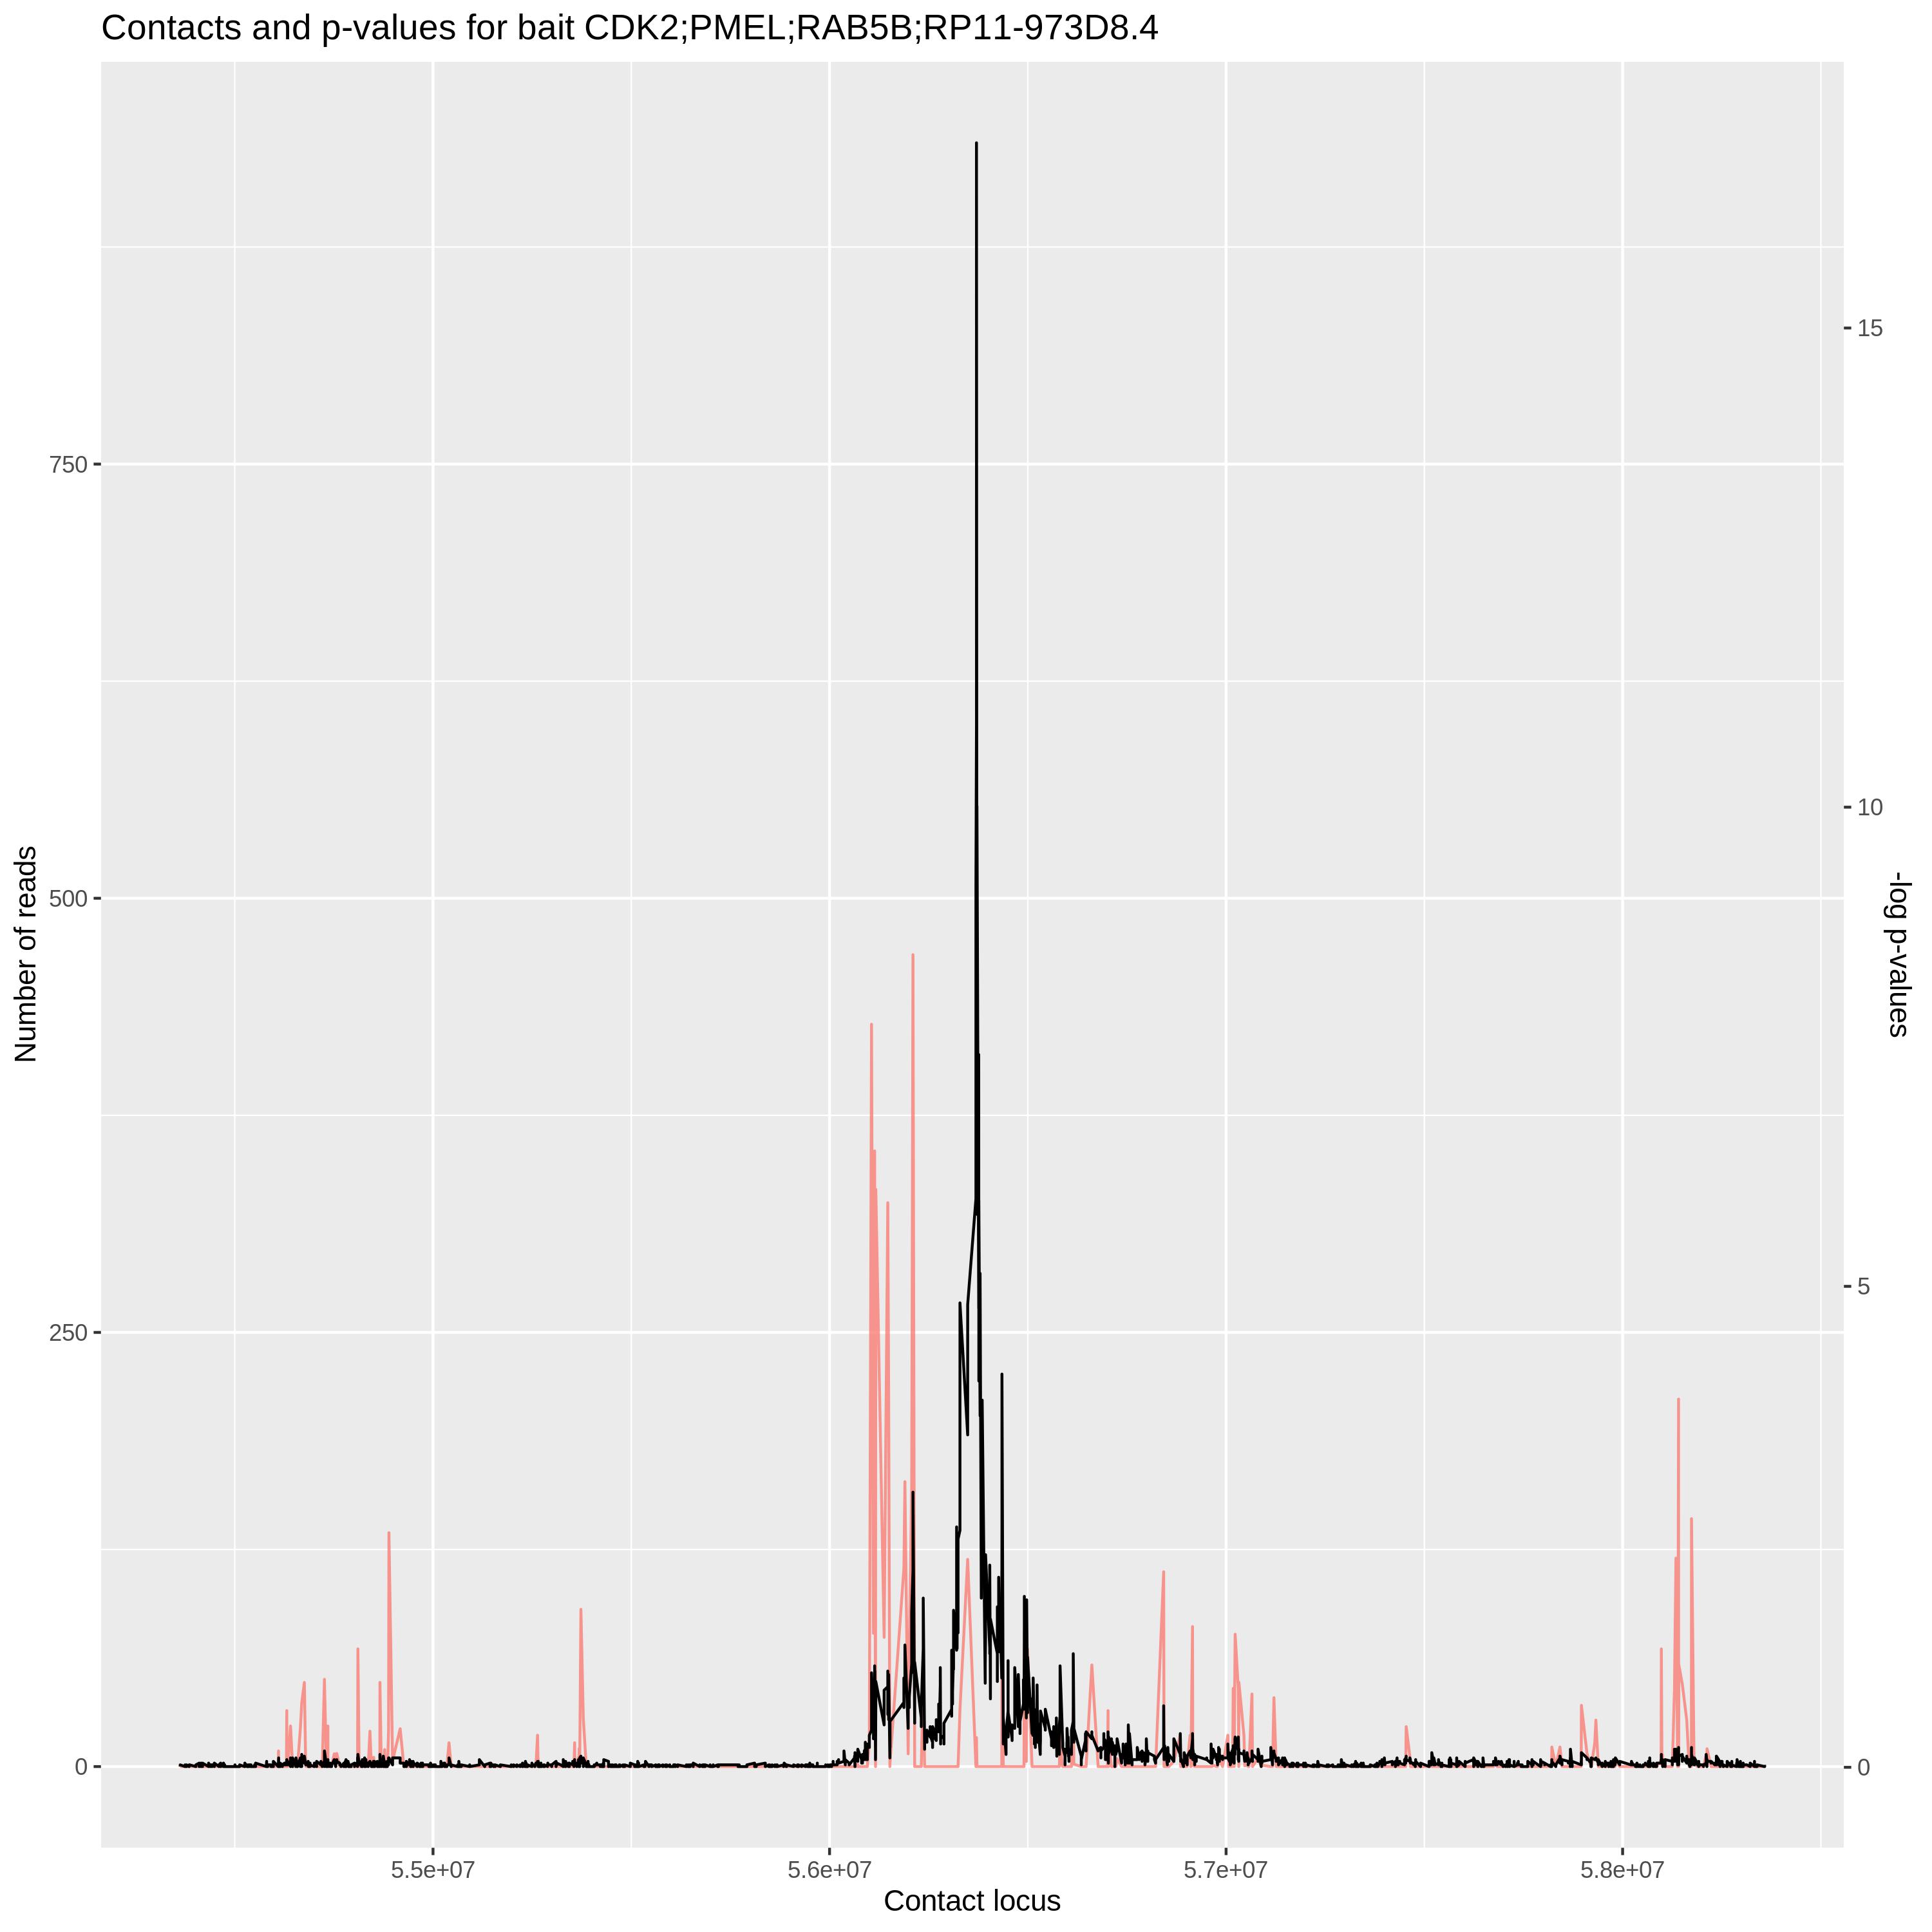 Contacts and p-values for bait CDK2;PMEL;RAB5B;RP11-973D8.4
Number of reads
750
500
250
0
15
10
5
0
-log p-values
5.5e+07
5.6e+07
5.7e+07
5.8e+07
Contact locus